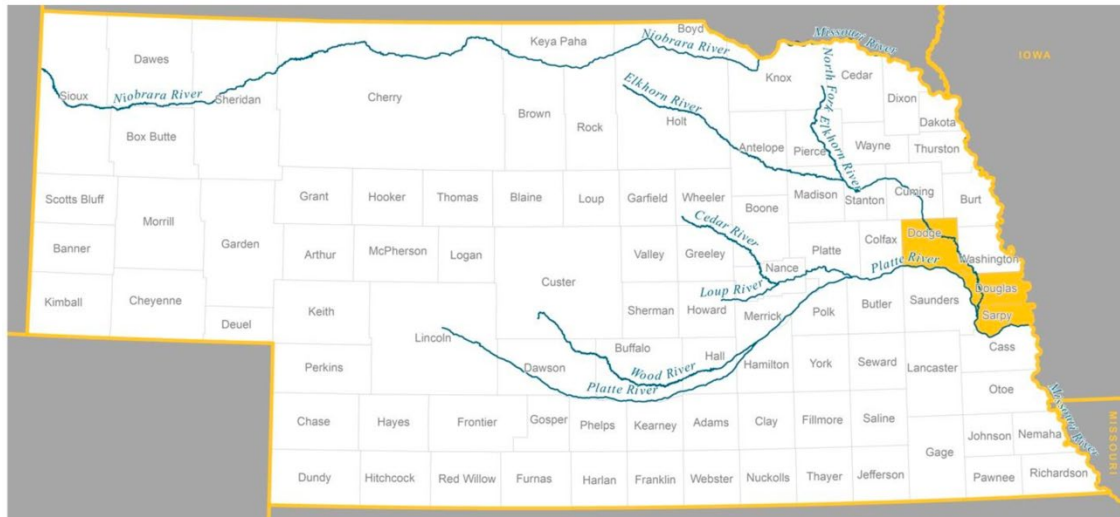 Boyd
Keya Paha
Niobrara River
Missouri River
IOWA
Dawes
Knox
Cedar
North Fork Elkhorn River
Sioux
Niobrara River
Sheridan
Cherry
Elkhorn River
Dixon
Brown
Rock
Holt
Dakota
Box Butte
Antelope
Pierce
Wayne
Thurston
Scotts Bluff
Grant
Hooker
Thomas
Blaine
Loup
Garfield
Wheeler
Madison
Stanton
Cuming
Burt
Morrill
Boone
Banner
Garden
Arthur
McPherson
Logan
Cedar River
Valley
Greeley
Platte
Colfax
Dodge
Custer
Nance
Platte River
Washington
Kimball
Cheyenne
Keith
Loup River
Sherman
Howard
Merrick
Polk
Butler
Saunders
Douglas
Sarpy
Deuel
Lincoln
Buffalo
Hall
Cass
Perkins
Dawson
Wood River
Platte River
Hamilton
York
Seward
Lancaster
Otoe
Missouri River
MISSOURI
Chase
Hayes
Frontier
Gosper
Phelps
Kearney
Adams
Clay
Fillmore
Saline
Johnson
Nemaha
Gage
Dundy
Hitchcock
Red Willow
Furnas
Harlan
Franklin
Webster
Nuckolls
Thayer
Jefferson
Pawnee
Richardson